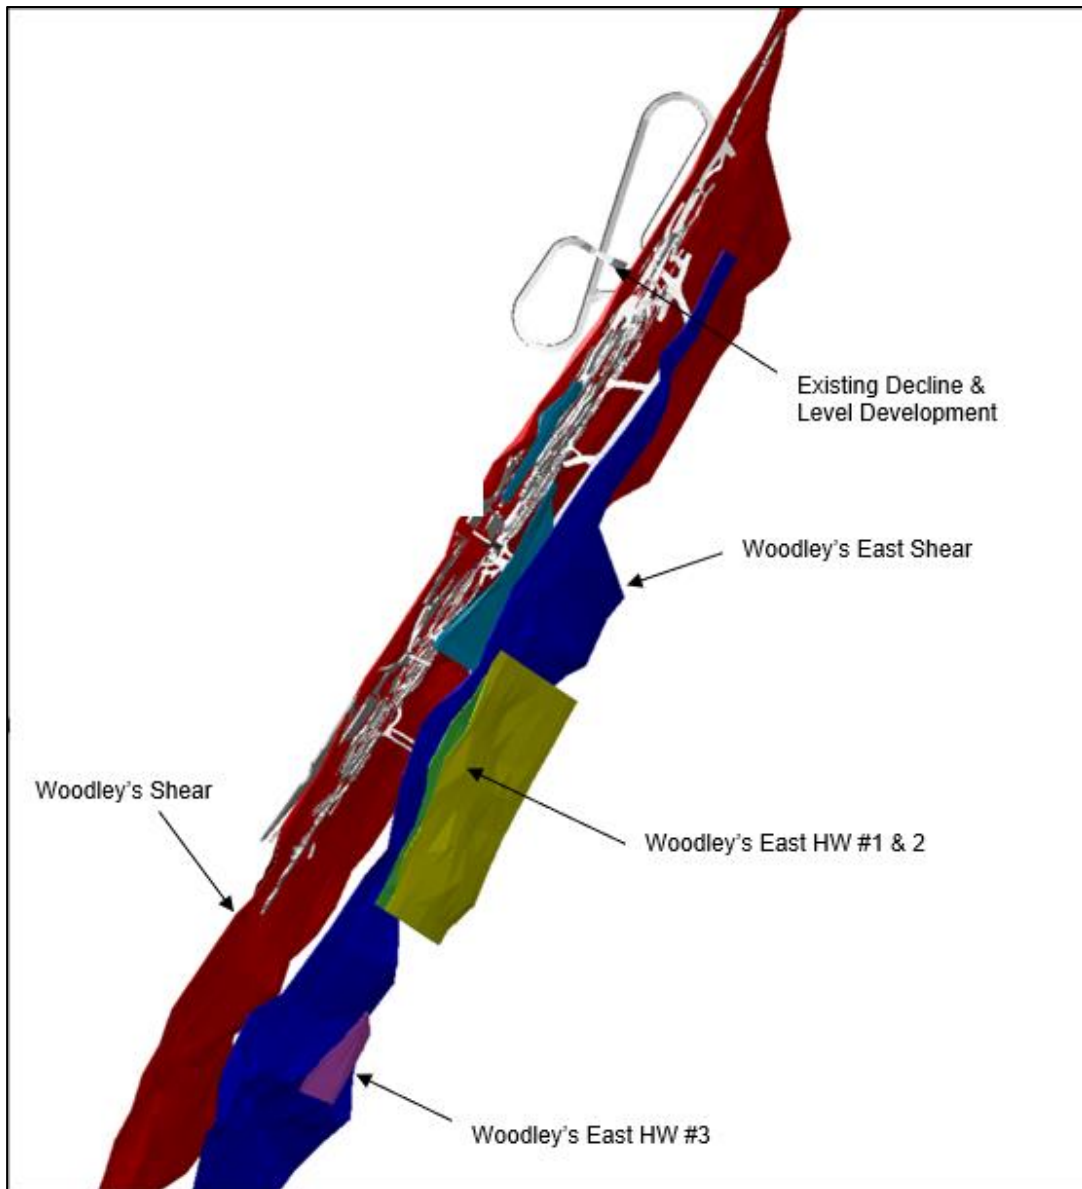 Existing Decline &
Level Development
Woodley's East Shear
Woodley's Shear
Woodley's East HW #1 & 2
Woodley's East HW #3